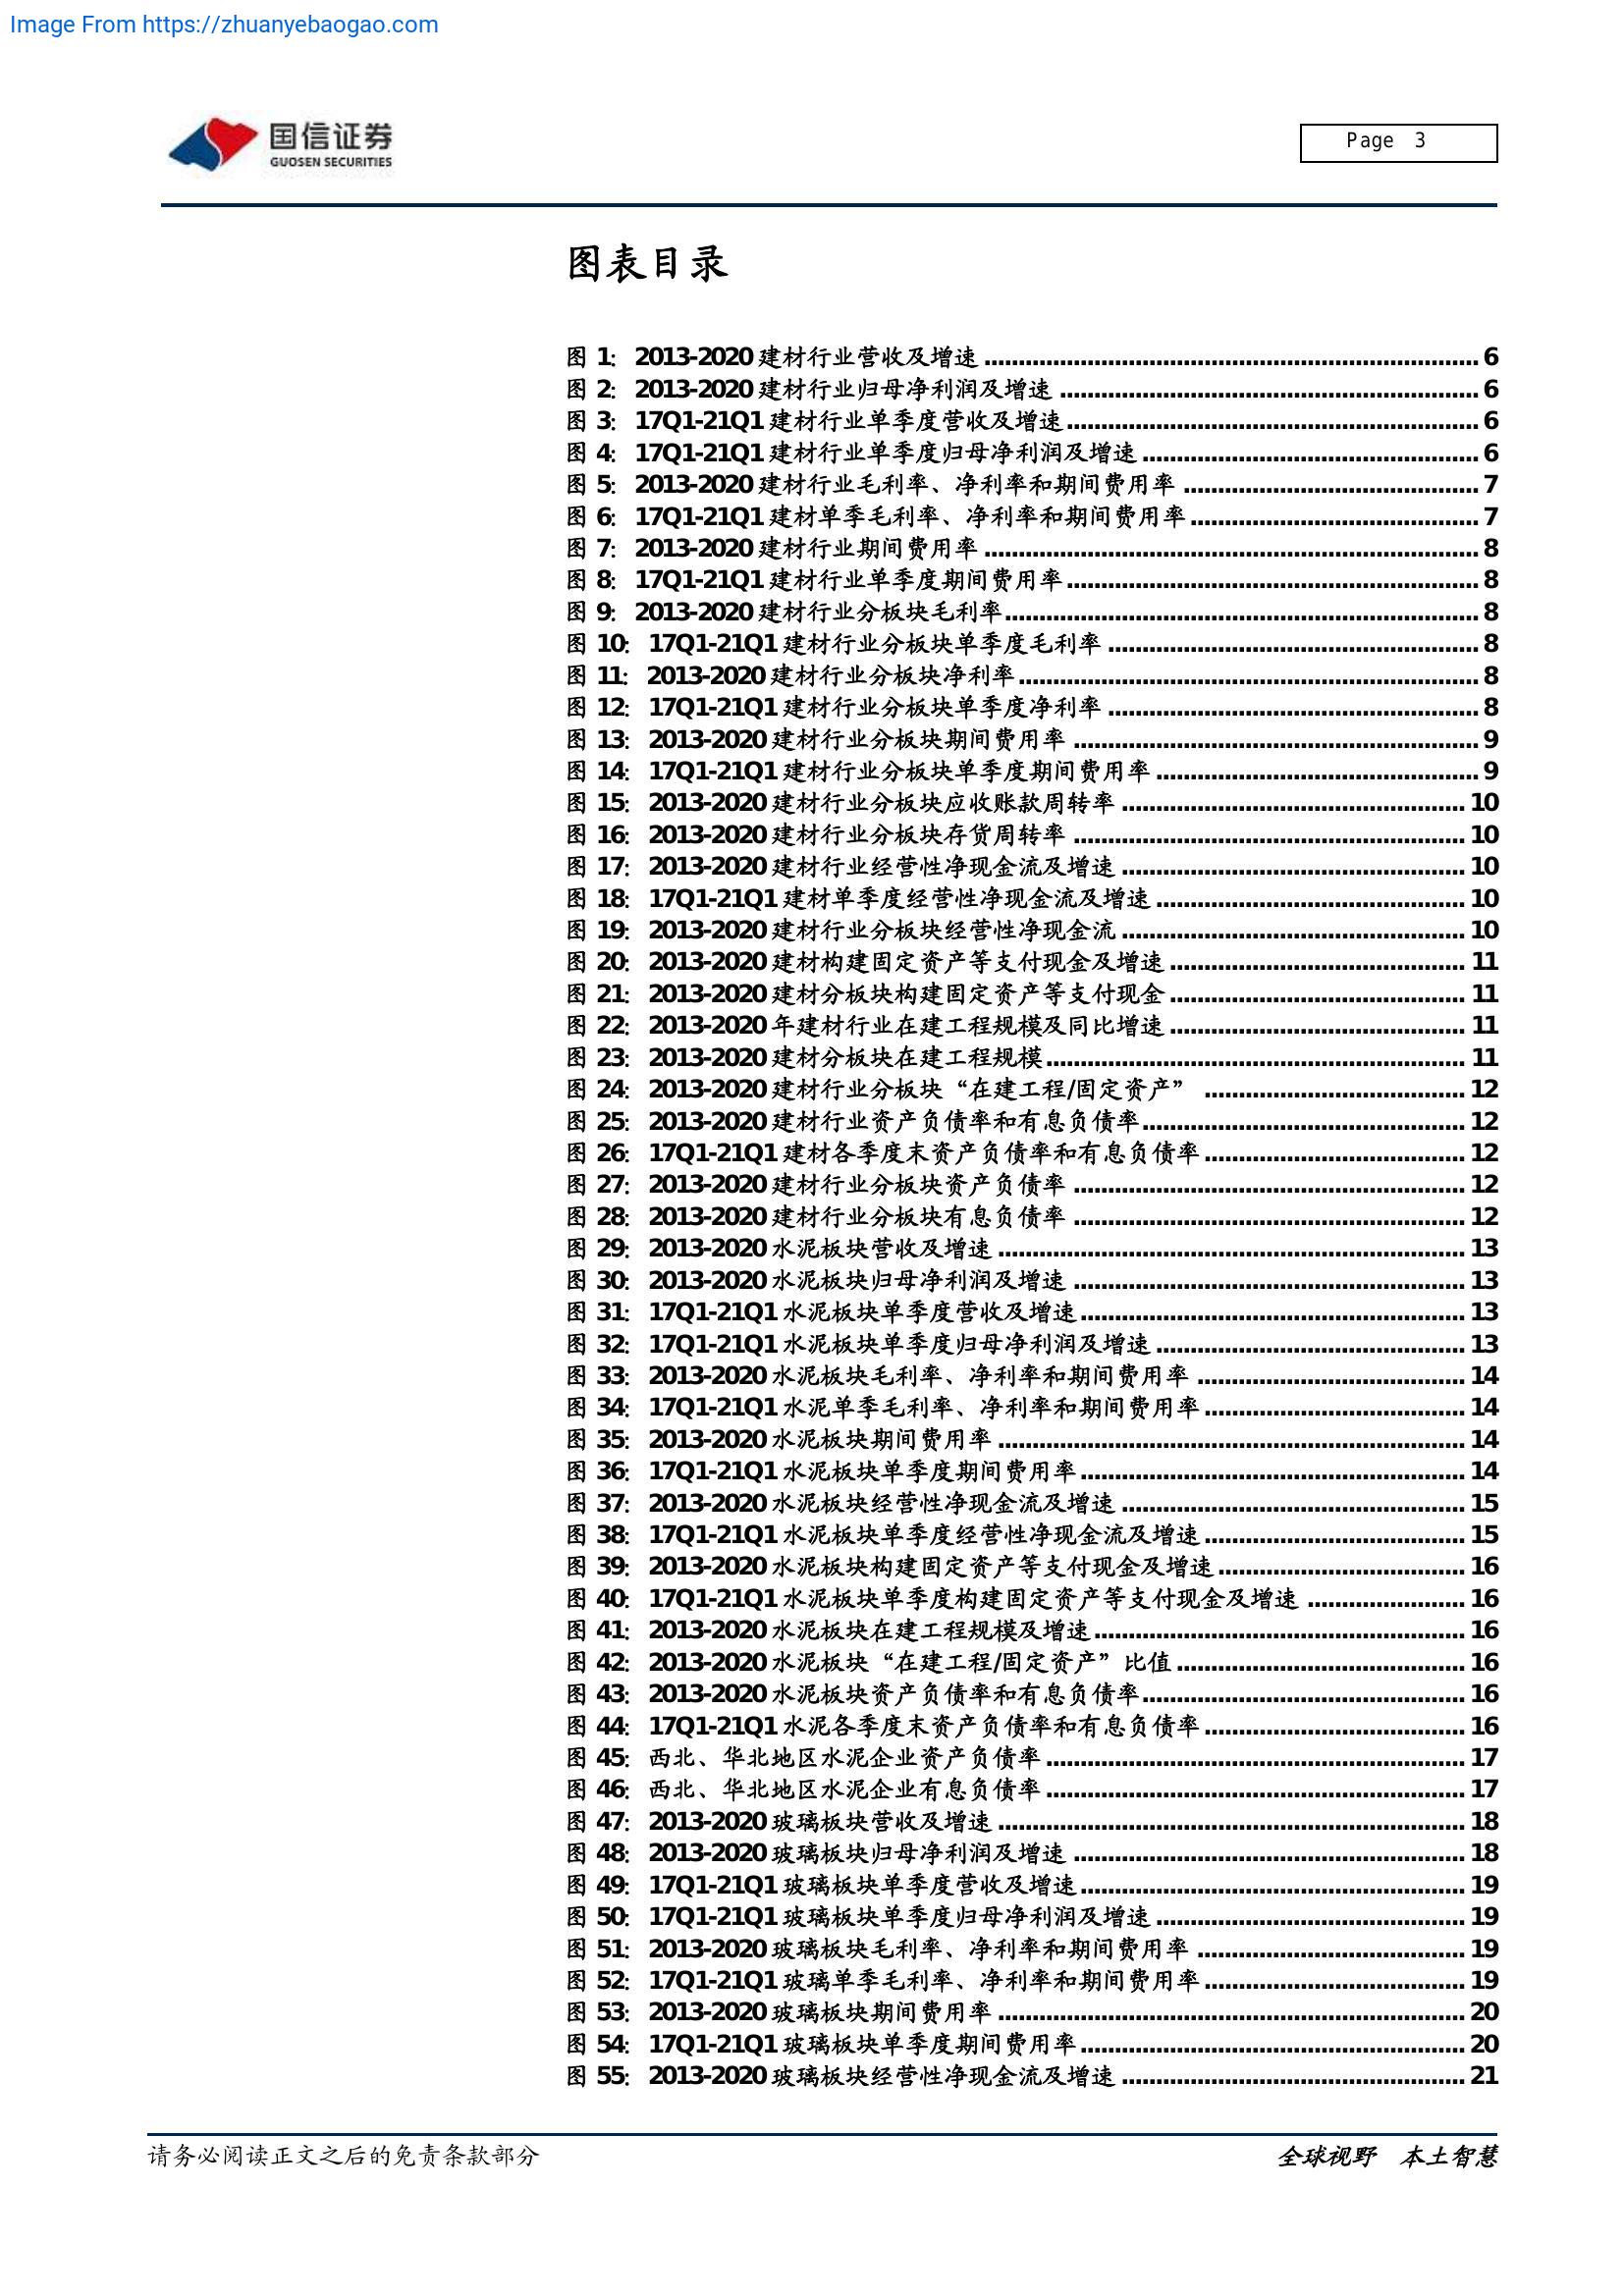 Image From https://zhuanyebaogao.com
国信证券
GUOSEN SECURITIES
Page 3
图表目录
图 1: 2013-2020 建材行业营收及增速 ........ 6
图 2: 2013-2020 建材行业归母净利润及增速 ........ 6
图 3: 17Q1-21Q1 建材行业单季度营收及增速 ........ 6
图 4: 17Q1-21Q1 建材行业单季度归母净利润及增速 ........ 6
图 5: 2013-2020 建材行业毛利率、净利率和期间费用率 ........ 7
图 6: 17Q1-21Q1 建材单季毛利率、净利率和期间费用率 ........ 7
图 7: 2013-2020 建材行业期间费用率 ........ 8
图 8: 17Q1-21Q1 建材行业单季度期间费用率 ........ 8
图 9: 2013-2020 建材行业分板块毛利率 ........ 8
图 10: 17Q1-21Q1 建材行业分板块单季度毛利率 ........ 8
图 11: 2013-2020 建材行业分板块净利率 ........ 8
图 12: 17Q1-21Q1 建材行业分板块单季度净利率 ........ 8
图 13: 2013-2020 建材行业分板块期间费用率 ........ 9
图 14: 17Q1-21Q1 建材行业分板块单季度期间费用率 ........ 9
图 15: 2013-2020 建材行业分板块应收账款周转率 ........ 10
图 16: 2013-2020 建材行业分板块存货周转率 ........ 10
图 17: 2013-2020 建材行业经营性净现金流及增速 ........ 10
图 18: 17Q1-21Q1 建材单季度经营性净现金流及增速 ........ 10
图 19: 2013-2020 建材行业分板块经营性净现金流 ........ 10
图 20: 2013-2020 建材构建固定资产等支付现金及增速 ........ 11
图 21: 2013-2020 建材分板块构建固定资产等支付现金 ........ 11
图 22: 2013-2020 年建材行业在建工程规模及同比增速 ........ 11
图 23: 2013-2020 建材分板块在建工程规模 ........ 11
图 24: 2013-2020 建材行业分板块“在建工程/固定资产” ........ 12
图 25: 2013-2020 建材行业资产负债率和有息负债率 ........ 12
图 26: 17Q1-21Q1 建材各季度末资产负债率和有息负债率 ........ 12
图 27: 2013-2020 建材行业分板块资产负债率 ........ 12
图 28: 2013-2020 建材行业分板块有息负债率 ........ 12
图 29: 2013-2020 水泥板块营收及增速 ........ 13
图 30: 2013-2020 水泥板块归母净利润及增速 ........ 13
图 31: 17Q1-21Q1 水泥板块单季度营收及增速 ........ 13
图 32: 17Q1-21Q1 水泥板块单季度归母净利润及增速 ........ 13
图 33: 2013-2020 水泥板块毛利率、净利率和期间费用率 ........ 14
图 34: 17Q1-21Q1 水泥单季毛利率、净利率和期间费用率 ........ 14
图 35: 2013-2020 水泥板块期间费用率 ........ 14
图 36: 17Q1-21Q1 水泥板块单季度期间费用率 ........ 14
图 37: 2013-2020 水泥板块经营性净现金流及增速 ........ 15
图 38: 17Q1-21Q1 水泥板块单季度经营性净现金流及增速 ........ 15
图 39: 2013-2020 水泥板块构建固定资产等支付现金及增速 ........ 16
图 40: 17Q1-21Q1 水泥板块单季度构建固定资产等支付现金及增速 ........ 16
图 41: 2013-2020 水泥板块在建工程规模及增速 ........ 16
图 42: 2013-2020 水泥板块“在建工程/固定资产”比值 ........ 16
图 43: 2013-2020 水泥板块资产负债率和有息负债率 ........ 16
图 44: 17Q1-21Q1 水泥各季度末资产负债率和有息负债率 ........ 16
图 45: 西北、华北地区水泥企业资产负债率 ........ 17
图 46: 西北、华北地区水泥企业有息负债率 ........ 17
图 47: 2013-2020 玻璃板块营收及增速 ........ 18
图 48: 2013-2020 玻璃板块归母净利润及增速 ........ 18
图 49: 17Q1-21Q1 玻璃板块单季度营收及增速 ........ 19
图 50: 17Q1-21Q1 玻璃板块单季度归母净利润及增速 ........ 19
图 51: 2013-2020 玻璃板块毛利率、净利率和期间费用率 ........ 19
图 52: 17Q1-21Q1 玻璃单季毛利率、净利率和期间费用率 ........ 19
图 53: 2013-2020 玻璃板块期间费用率 ........ 20
图 54: 17Q1-21Q1 玻璃板块单季度期间费用率 ........ 20
图 55: 2013-2020 玻璃板块经营性净现金流及增速 ........ 21
请务必阅读正文之后的免责条款部分
全球视野 本土智慧